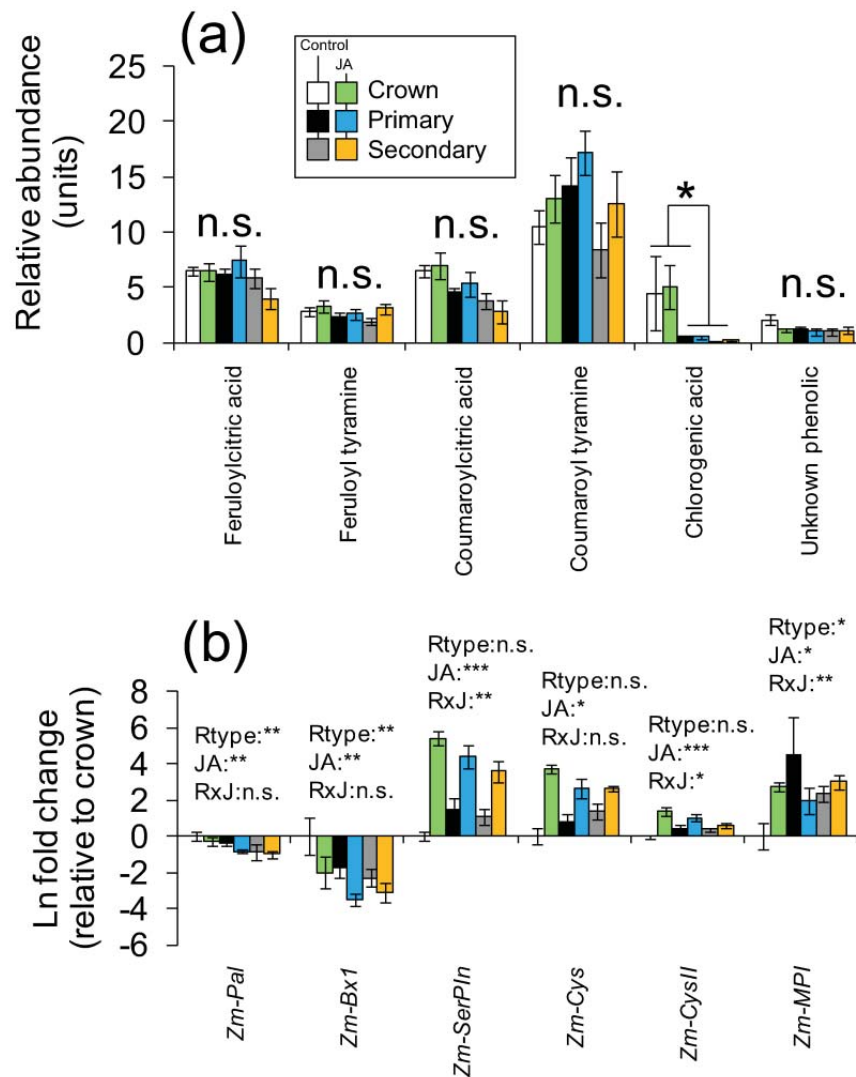 (a)
Control
JA
Crown
Primary
Secondary
Relative abundance
(units)
25
20
15
10
5
0
n.s.
n.s.
n.s.
n.s.
*
n.s.
Feruloylcitric acid
Feruloyl tyramine
Coumaroylcitric acid
Coumaroyl tyramine
Chlorogenic acid
Unknown phenolic
(b)
Ln fold change
(relative to crown)
8
6
4
2
0
-2
-4
-6
Rtype:**
JA:**
RxJ:n.s.
Rtype:**
JA:**
RxJ:n.s.
Rtype:n.s.
JA:***
RxJ:**
Rtype:n.s.
JA:*
RxJ:n.s.
Rtype:n.s.
JA:***
RxJ:*
Rtype:*
JA:*
RxJ:**
Zm-Pal
Zm-Bx1
Zm-SerPIn
Zm-Cys
Zm-CysII
Zm-MPI